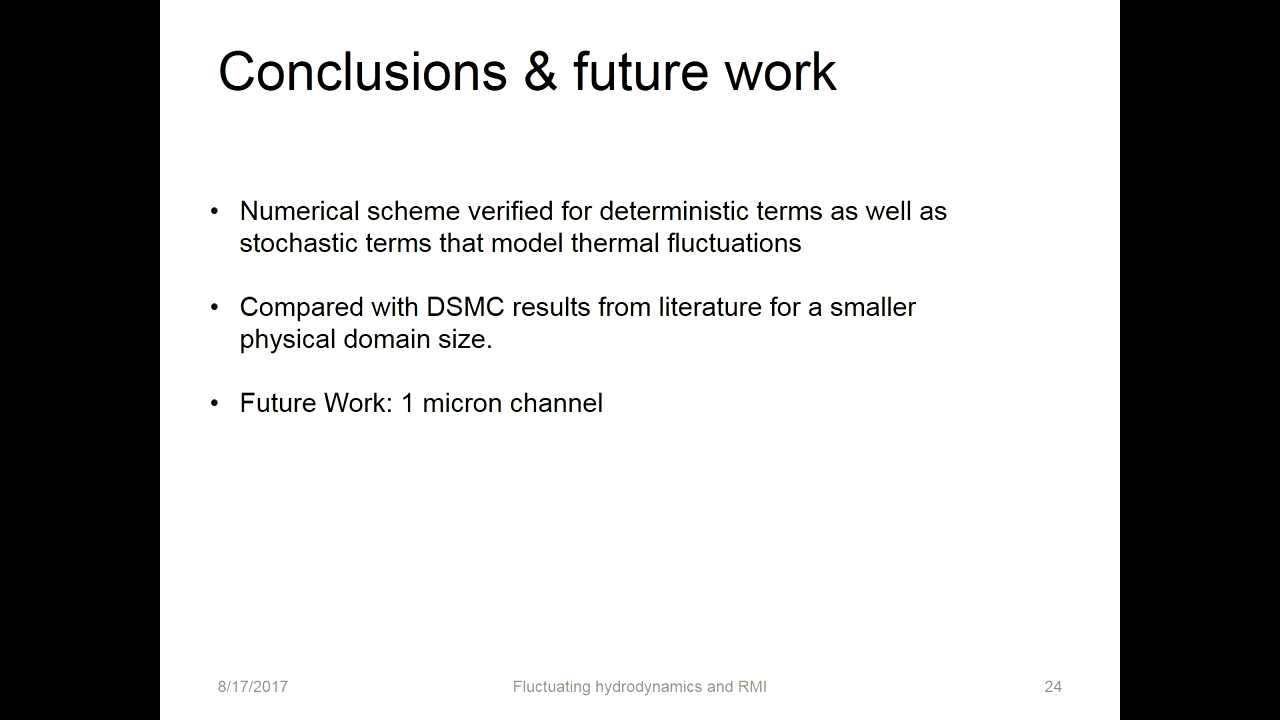 Conclusions & future work
• Numerical scheme verified for deterministic terms as well as
stochastic terms that model thermal fluctuations
• Compared with DSMC results from literature for a smaller
physical domain size.
• Future Work: 1 micron channel
8/17/2017
Fluctuating hydrodynamics and RMI
24